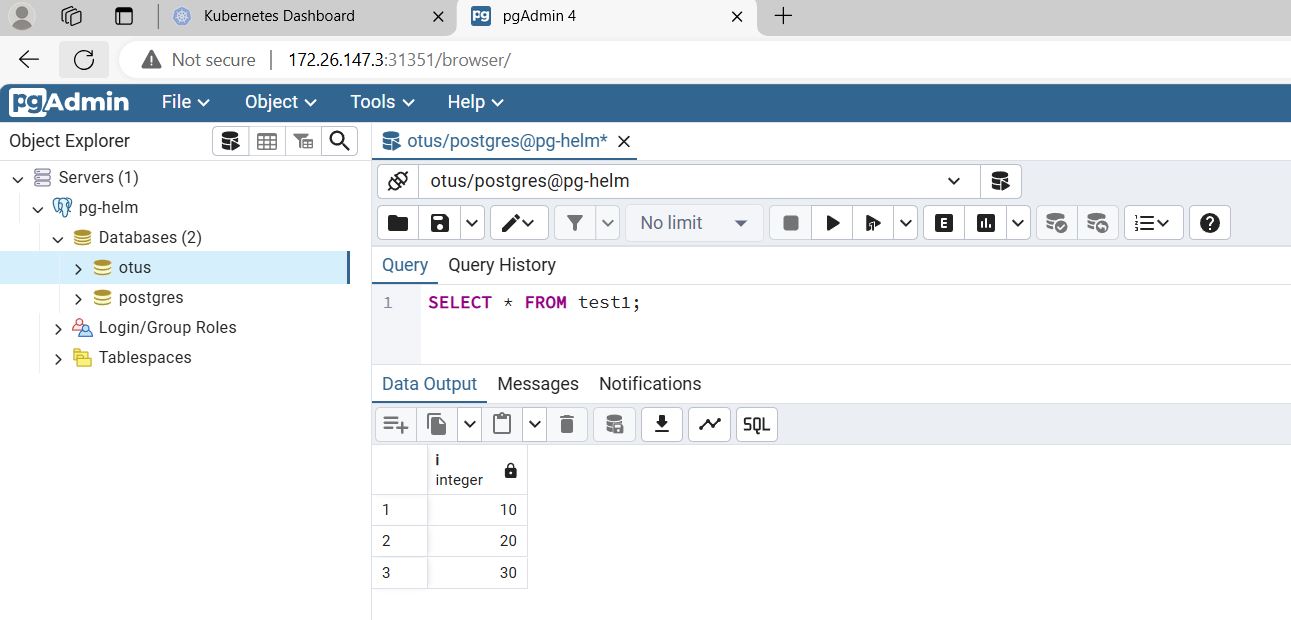 Kubernetes Dashboard
pgAdmin 4
Not secure
172.26.147.3:31351/browser/
pgAdmin File Object Tools Help
Object Explorer
otus/postgres@pg-helm*
Servers (1)
pg-helm
Databases (2)
otus
postgres
Login/Group Roles
Tablespaces
otus/postgres@pg-helm
No limit
E
Query Query History
1 SELECT * FROM test1;
Data Output Messages Notifications
SQL
i
integer
1 10
2 20
3 30